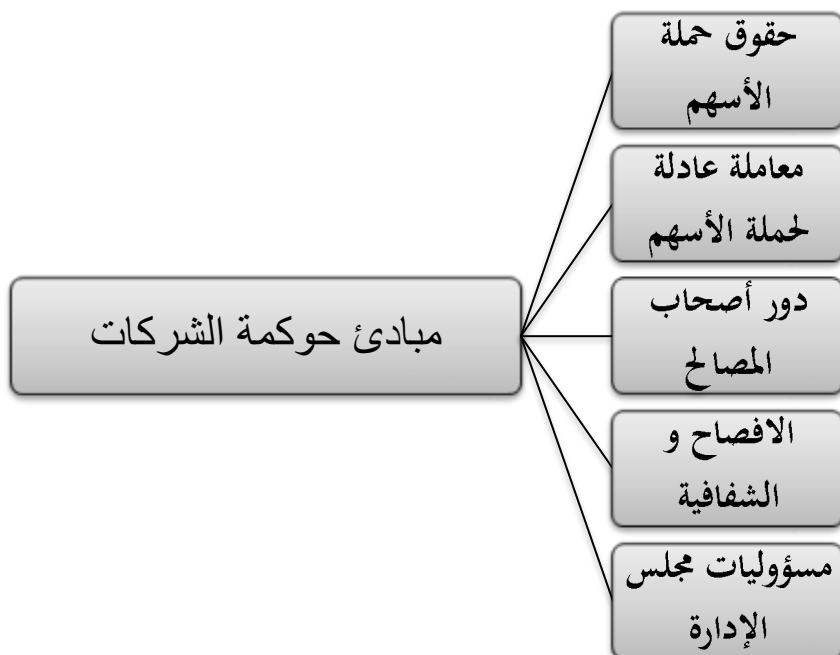 حقوق حملة
الأسهم
معاملة عادلة
لحملة الأسهم
مبادئ حوكمة الشركات
دور أصحاب
المصالح
الافصاح و
الشفافية
مسؤوليات مجلس
الإدارة